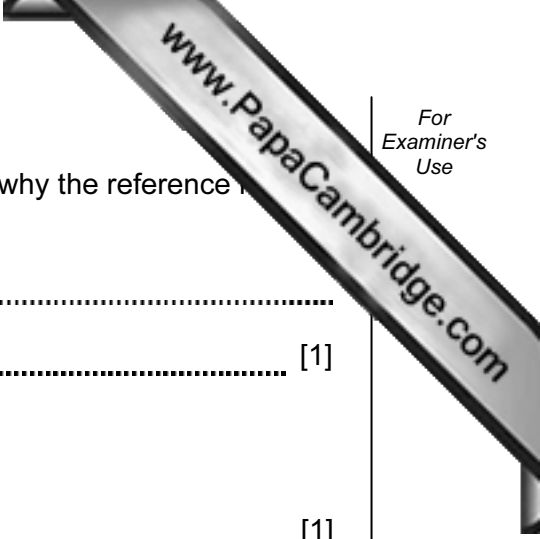 www.PapaCambridge.com
For
Examiner's
Use
why the reference
[1]
[1]